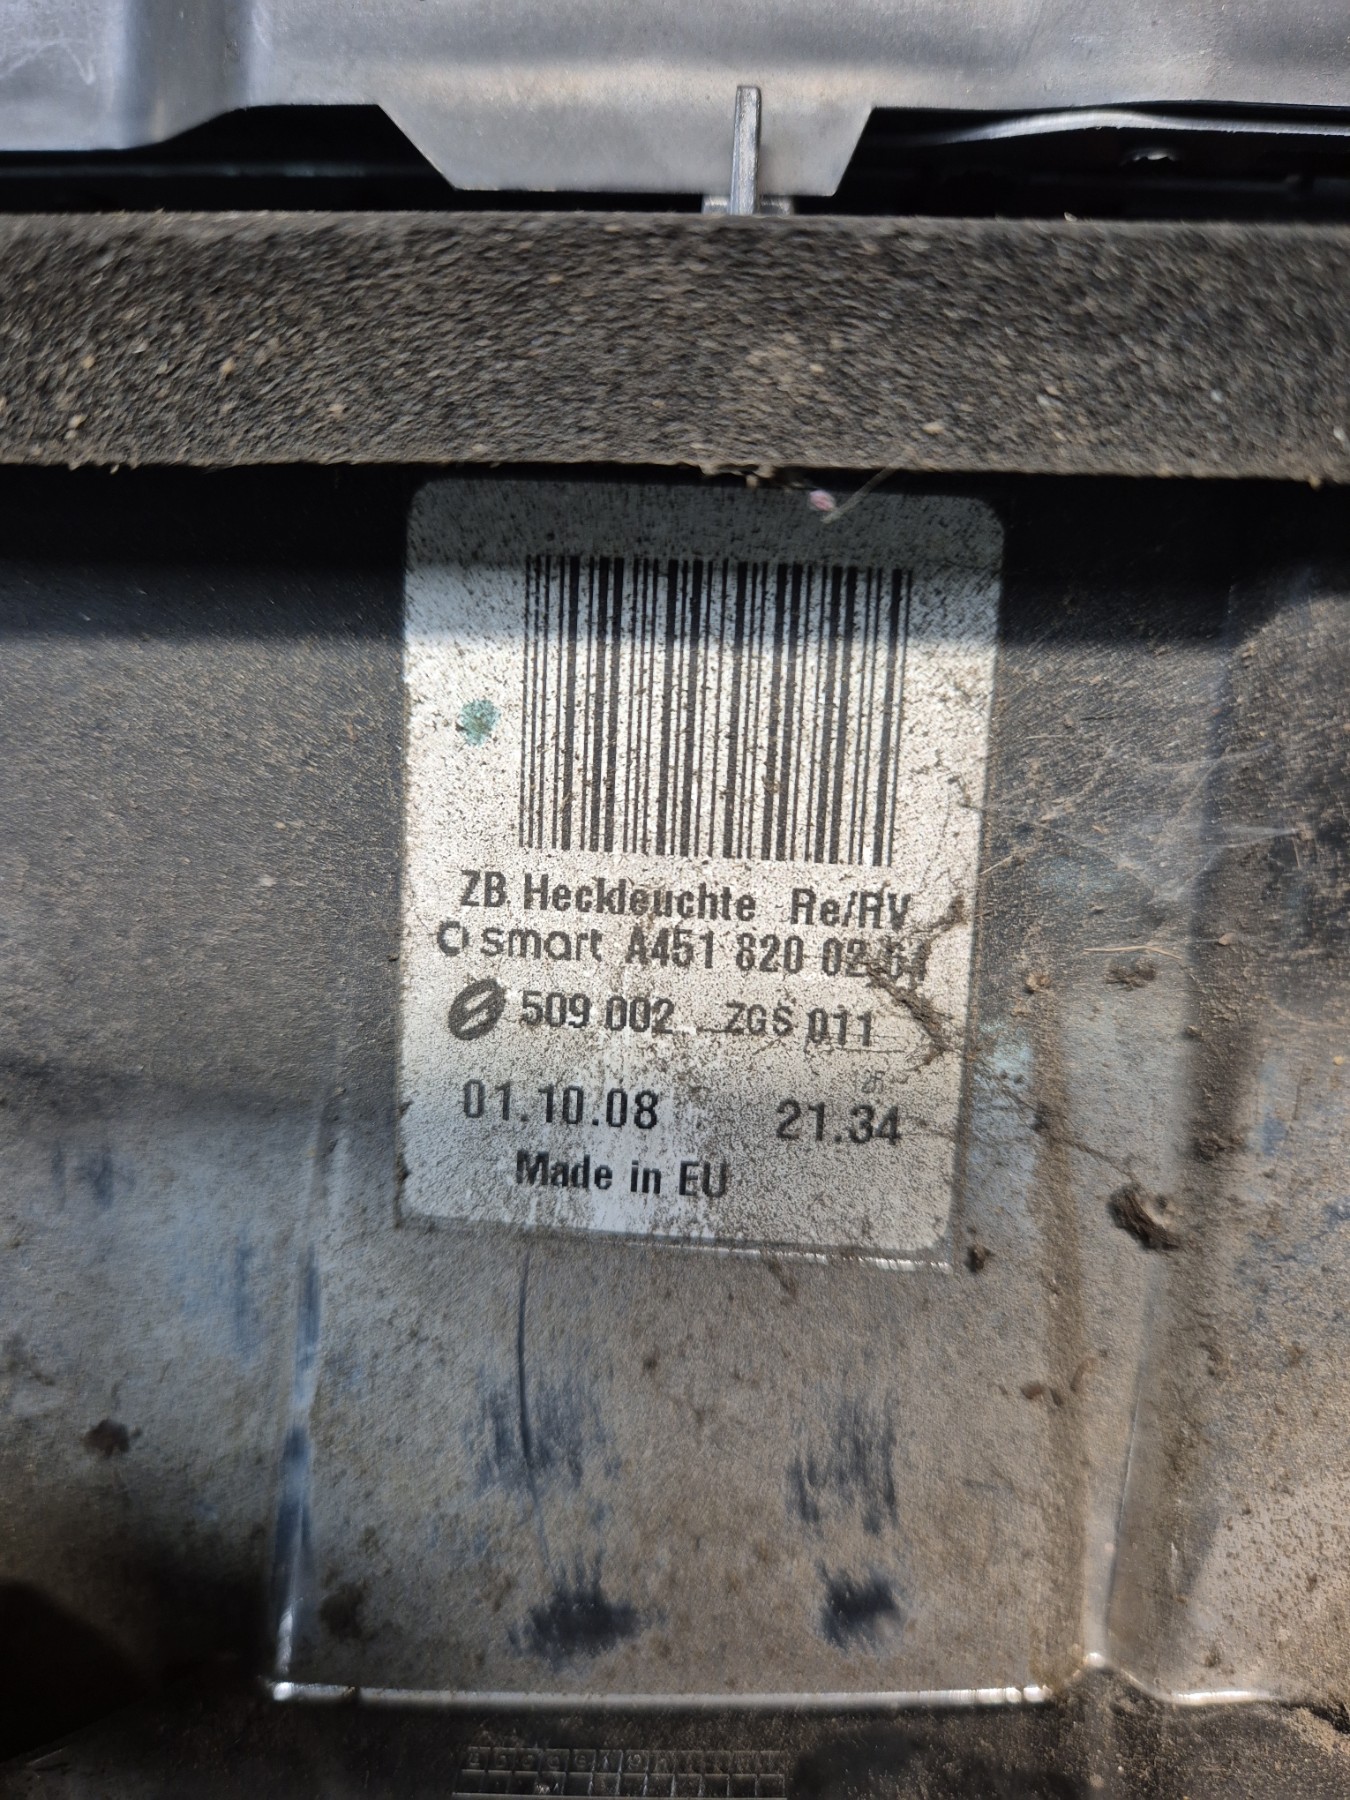 ZB Heckleuchte Re/RV
smart A451 820 02 64
509 002 ZGS 011
01.10.08 21.34
Made in EU